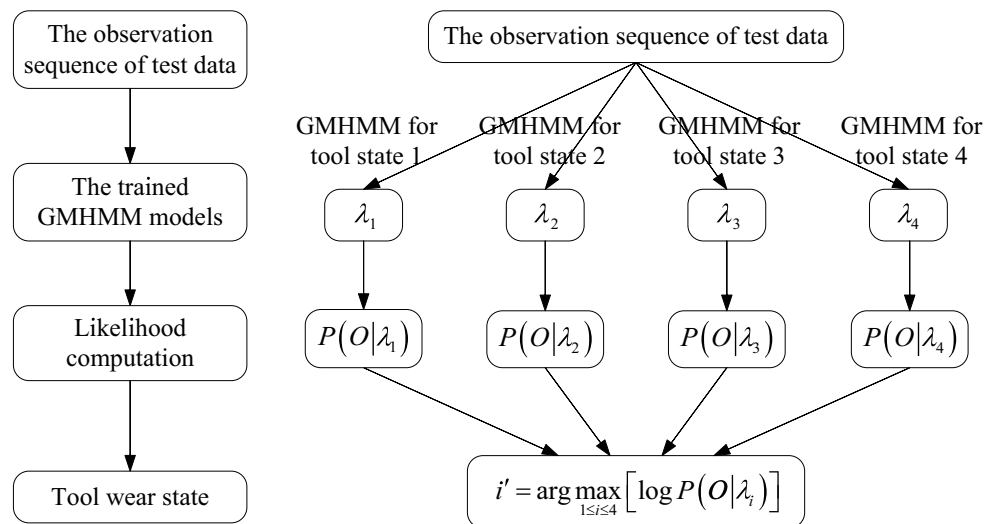 The observation
sequence of test data
The trained
GMHMM models
Likelihood
computation
Tool wear state
The observation sequence of test data
GMHMM for
tool state 1
GMHMM for
tool state 2
GMHMM for
tool state 3
GMHMM for
tool state 4
λ₁
λ₂
λ₃
λ₄
P(O|λ₁)
P(O|λ₂)
P(O|λ₃)
P(O|λ₄)
i′ = arg max [log P(O|λᵢ)]
1≤i≤4